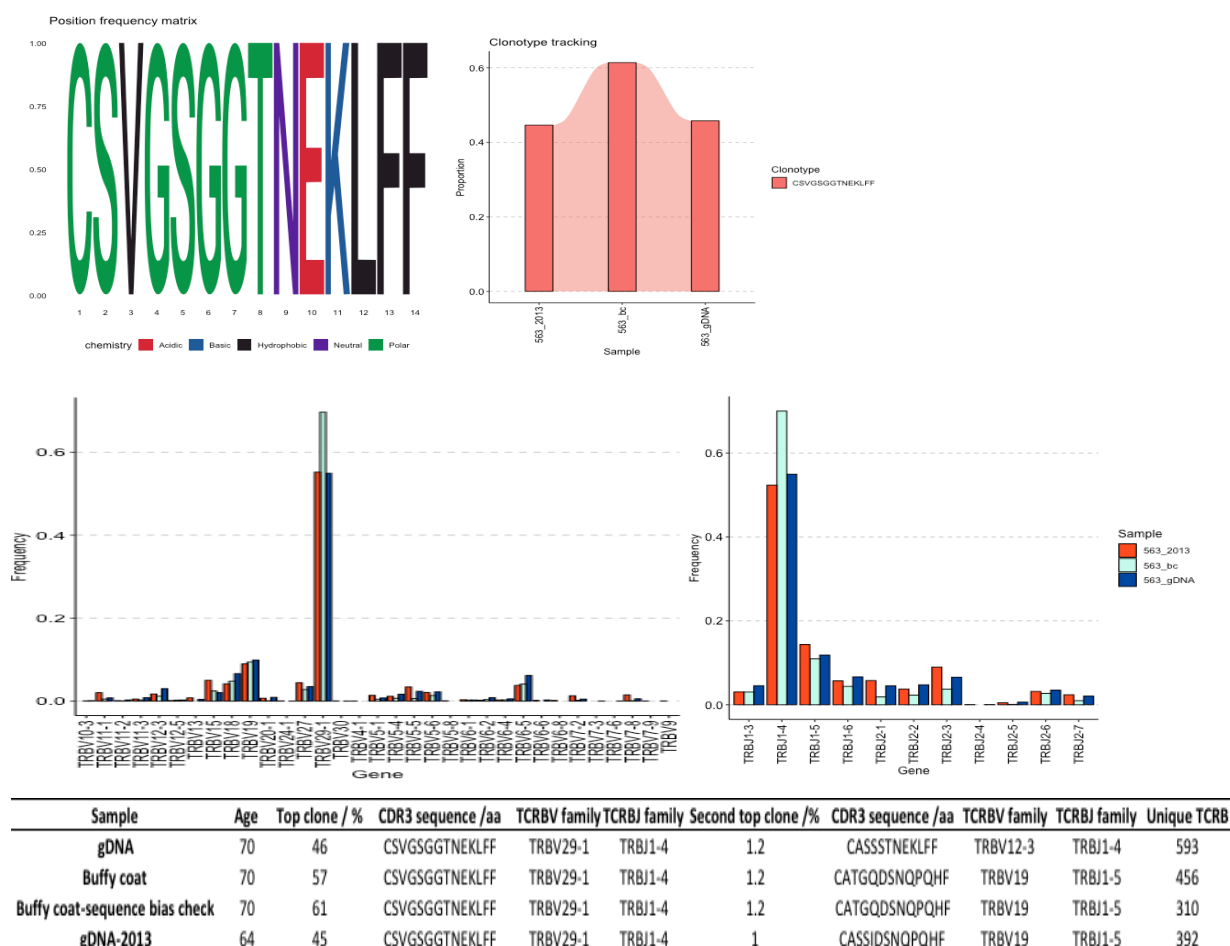 Position frequency matrix
1.00
0.75
0.50
0.25
0.00
CSVGSGGTNEKLFF
1 2 3 4 5 6 7 8 9 10 11 12 13 14
chemistry Acidic Basic Hydrophobic Neutral Polar
Clonotype tracking
Proportion
0.6
0.4
0.2
0.0
563_2013 563_bc 563_gDNA
Sample
Clonotype
CSVGSGGTNEKLFF
Frequency
0.6
0.4
0.2
0.0
TRBV10-3 TRBV11-1 TRBV11-2 TRBV11-3 TRBV12-3 TRBV12-5 TRBV13 TRBV15 TRBV18 TRBV19 TRBV20-1 TRBV24-1 TRBV27 TRBV29-1 TRBV30 TRBV4-1 TRBV5-1 TRBV5-4 TRBV5-5 TRBV5-6 TRBV5-8 TRBV6-1 TRBV6-2 TRBV6-4 TRBV6-5 TRBV6-6 TRBV6-8 TRBV7-2 TRBV7-3 TRBV7-6 TRBV7-8 TRBV7-9 TRBV9
Gene
Frequency
0.6
0.4
0.2
0.0
TRBJ1-3 TRBJ1-4 TRBJ1-5 TRBJ1-6 TRBJ2-1 TRBJ2-2 TRBJ2-3 TRBJ2-4 TRBJ2-5 TRBJ2-6 TRBJ2-7
Gene
Sample
563_2013
563_bc
563_gDNA
Sample Age Top clone / % CDR3 sequence /aa TCRBV family TCRBJ family Second top clone /% CDR3 sequence /aa TCRBV family TCRBJ family Unique TCRB
gDNA 70 46 CSVGSGGTNEKLFF TRBV29-1 TRBJ1-4 1.2 CASSSTNEKLFF TRBV12-3 TRBJ1-4 593
Buffy coat 70 57 CSVGSGGTNEKLFF TRBV29-1 TRBJ1-4 1.2 CATGQDSNQPQHF TRBV19 TRBJ1-5 456
Buffy coat-sequence bias check 70 61 CSVGSGGTNEKLFF TRBV29-1 TRBJ1-4 1.2 CATGQDSNQPQHF TRBV19 TRBJ1-5 310
gDNA-2013 64 45 CSVGSGGTNEKLFF TRBV29-1 TRBJ1-4 1 CASSIDSNQPQHF TRBV19 TRBJ1-5 392